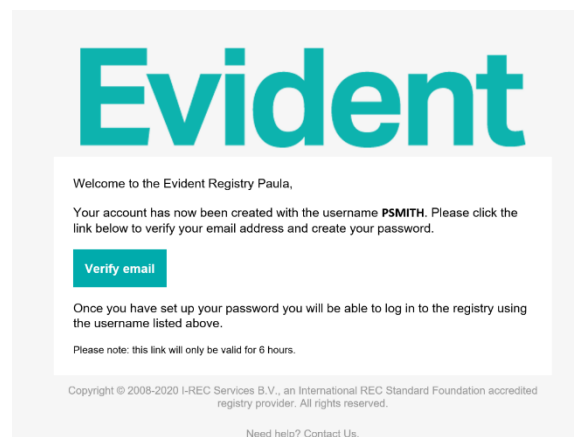 Evident
Welcome to the Evident Registry Paula,
Your account has now been created with the username PSMITH. Please click the
link below to verify your email address and create your password.
Verify email
Once you have set up your password you will be able to log in to the registry using
the username listed above.
Please note: this link will only be valid for 6 hours.
Copyright © 2008-2020 I-REC Services B.V., an International REC Standard Foundation accredited
registry provider. All rights reserved.
Need help? Contact Us.